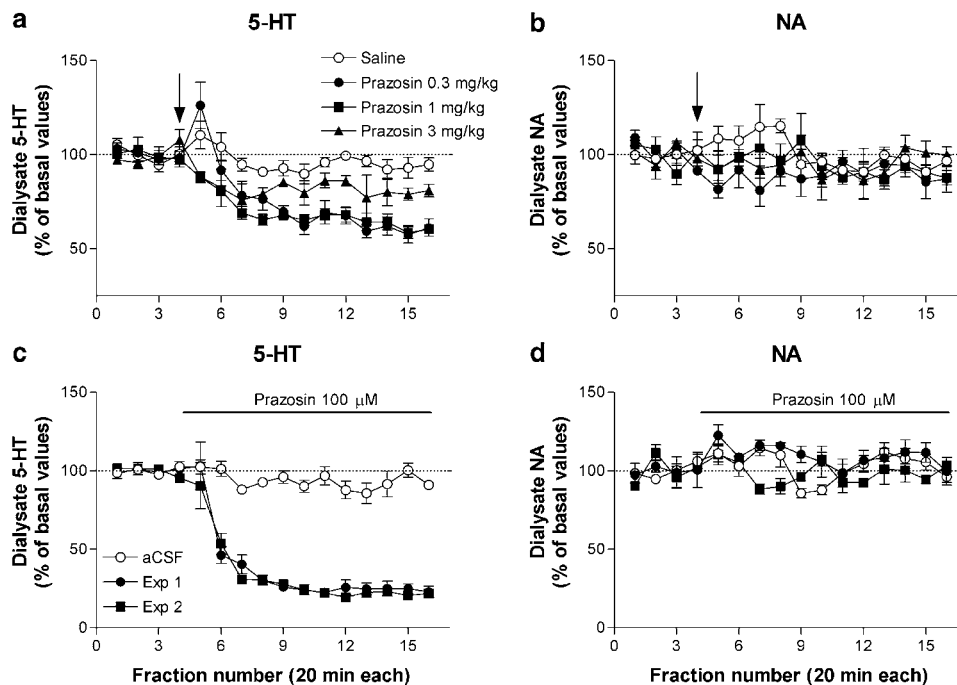 a
5-HT
Dialysate 5-HT
(% of basal values)
150
100
50
0
3
6
9
12
15
Saline
Prazosin 0.3 mg/kg
Prazosin 1 mg/kg
Prazosin 3 mg/kg
b
NA
Dialysate NA
(% of basal values)
150
100
50
0
3
6
9
12
15
c
5-HT
Dialysate 5-HT
(% of basal values)
150
100
50
0
Prazosin 100 µM
aCSF
Exp 1
Exp 2
0
3
6
9
12
15
Fraction number (20 min each)
d
NA
Dialysate NA
(% of basal values)
150
100
50
0
Prazosin 100 µM
0
3
6
9
12
15
Fraction number (20 min each)